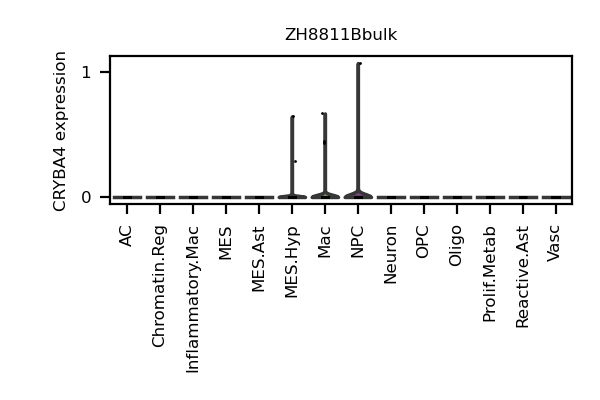 ZH8811Bbulk
CRYBA4 expression
1
0
AC
Chromatin.Reg
Inflammatory.Mac
MES
MES.Ast
MES.Hyp
Mac
NPC
Neuron
OPC
Oligo
Prolif.Metab
Reactive.Ast
Vasc